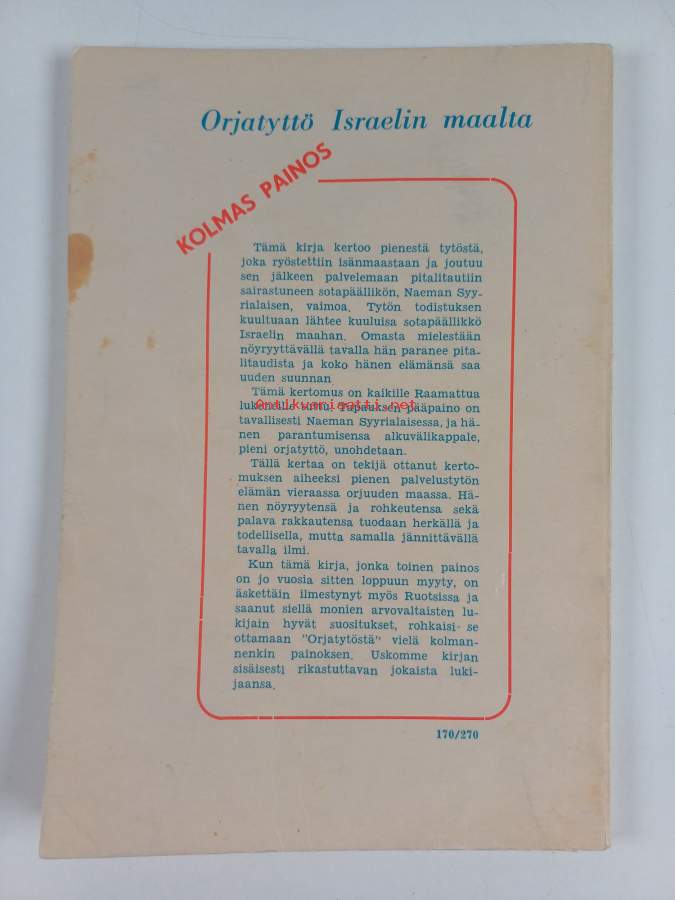 Orjatyttö Israelin maalta
KOLMAS PAINOS
Tämä kirja kertoo pienestä tytöstä,
joka ryöstettiin isänmaastaan ja joutuu
sen jälkeen palvelemaan pitalitautiin
sairastuneen sotapäällikön, Naeman Syy-
rialaisen, vaimoa. Tytön todistuksen
kuultuaan lähtee kuuluisa sotapäällikkö
Israelin maahan. Omasta mielestään
nöyryyttävällä tavalla hän paranee pita-
litaudista ja koko hänen elämänsä saa
uuden suunnan
Tämä kertomus on kaikille Raamattua
lukeneille tuttu. Tapauksen pääpaino on
antikvariaatti.net
tavallisesti Naeman Syyrialaisessa, ja hä-
nen parantumisensa alkuvälikappale,
pieni orjatyttö, unohdetaan.
Tällä kertaa on tekijä ottanut kerto-
muksen aiheeksi pienen palvelustytön
elämän vieraassa orjuuden maassa. Hä-
nen nöyryytensä ja rohkeutensa sekä
palava rakkautensa tuodaan herkällä ja
todellisella, mutta samalla jännittävällä
tavalla ilmi.
Kun tämä kirja, jonka toinen painos
on jo vuosia sitten loppuun myyty, on
äskettäin ilmestynyt myös Ruotsissa ja
saanut siellä monien arvovaltaisten lu-
kijain hyvät suositukset, rohkaisi se
ottamaan "Orjatytöstä" vielä kolman-
nenkin painoksen. Uskomme kirjan
sisäisesti rikastuttavan jokaista luki-
jaansa.
170/270